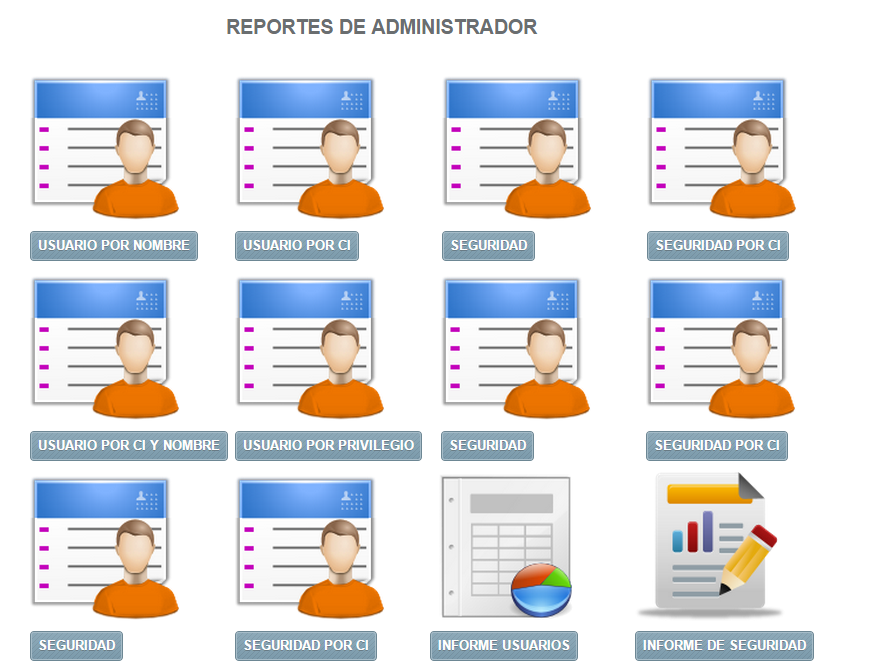 REPORTES DE ADMINISTRADOR
USUARIO POR NOMBRE
USUARIO POR CI
SEGURIDAD
SEGURIDAD POR CI
USUARIO POR CI Y NOMBRE
USUARIO POR PRIVILEGIO
SEGURIDAD
SEGURIDAD POR CI
SEGURIDAD
SEGURIDAD POR CI
INFORME USUARIOS
INFORME DE SEGURIDAD